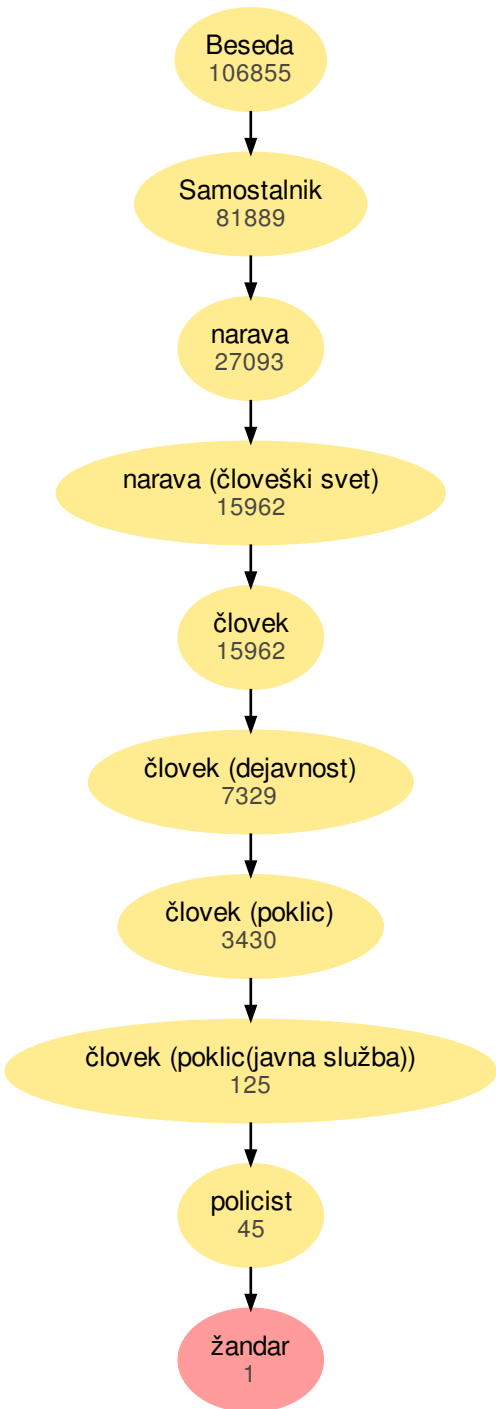 Beseda
106855
Samostalnik
81889
narava
27093
narava (človeški svet)
15962
človek
15962
človek (dejavnost)
7329
človek (poklic)
3430
človek (poklic(javna služba))
125
policist
45
žandar
1